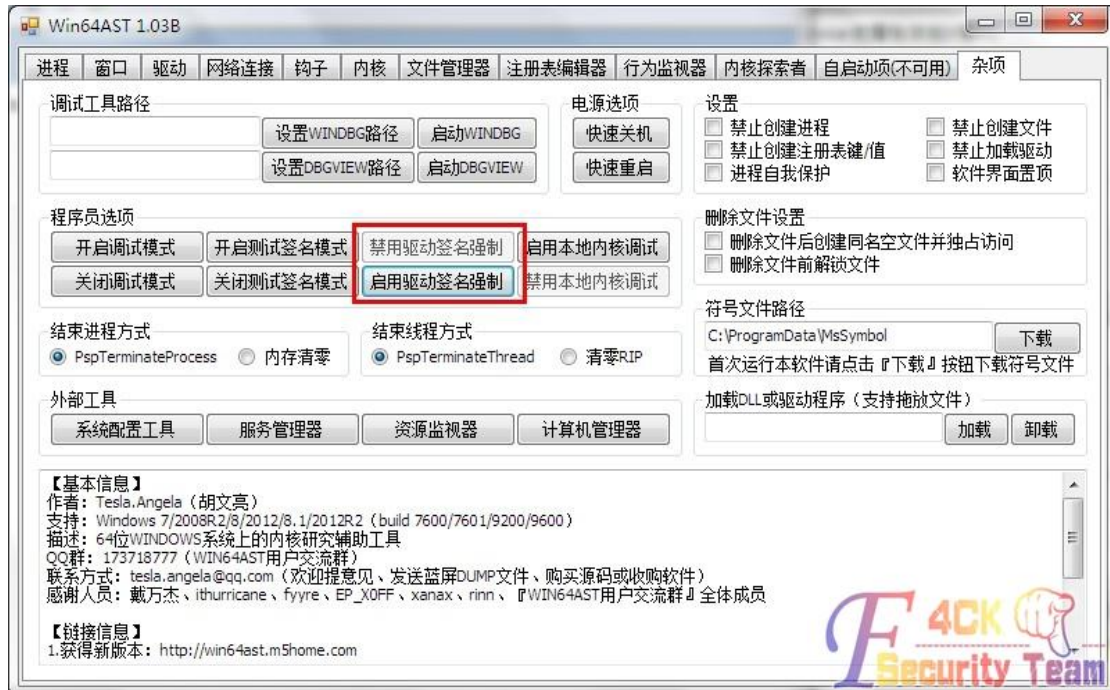 Win64AST 1.03B
进程 窗口 驱动 网络连接 钩子 内核 文件管理器 注册表编辑器 行为监视器 内核探索者 自启动项(不可用) 杂项
调试工具路径
设置WINDBG路径 启动WINDBG
设置DBGVIEW路径 启动DBGVIEW
电源选项
快速关机
快速重启
设置
禁止创建进程 禁止创建文件
禁止创建注册表键/值 禁止加载驱动
进程自我保护 软件界面置顶
程序员选项
开启调试模式 开启测试签名模式 禁用驱动签名强制 启用本地内核调试
关闭调试模式 关闭测试签名模式 启用驱动签名强制 禁用本地内核调试
删除文件设置
删除文件后创建同名空文件并独占访问
删除文件前解锁文件
结束进程方式
PspTerminateProcess 内存清零
结束线程方式
PspTerminateThread 清零RIP
符号文件路径
C:\ProgramData\MsSymbol 下载
首次运行本软件请点击『下载』按钮下载符号文件
外部工具
系统配置工具 服务管理器 资源监视器 计算机管理器
加载DLL或驱动程序（支持拖放文件）
加载 卸载
【基本信息】
作者：Tesla.Angela（胡文亮）
支持：Windows 7/2008R2/8/2012/8.1/2012R2（build 7600/7601/9200/9600）
描述：64位WINDOWS系统上的内核研究辅助工具
QQ群：173718777（WIN64AST用户交流群）
联系方式：tesla.angela@qq.com（欢迎提意见、发送蓝屏DUMP文件、购买源码或收购软件）
感谢人员：戴万杰、ithurricane、fyyre、EP_X0FF、xanax、rinn、『WIN64AST用户交流群』全体成员
【链接信息】
1.获得新版本：http://win64ast.m5home.com
F4CK
Security Team